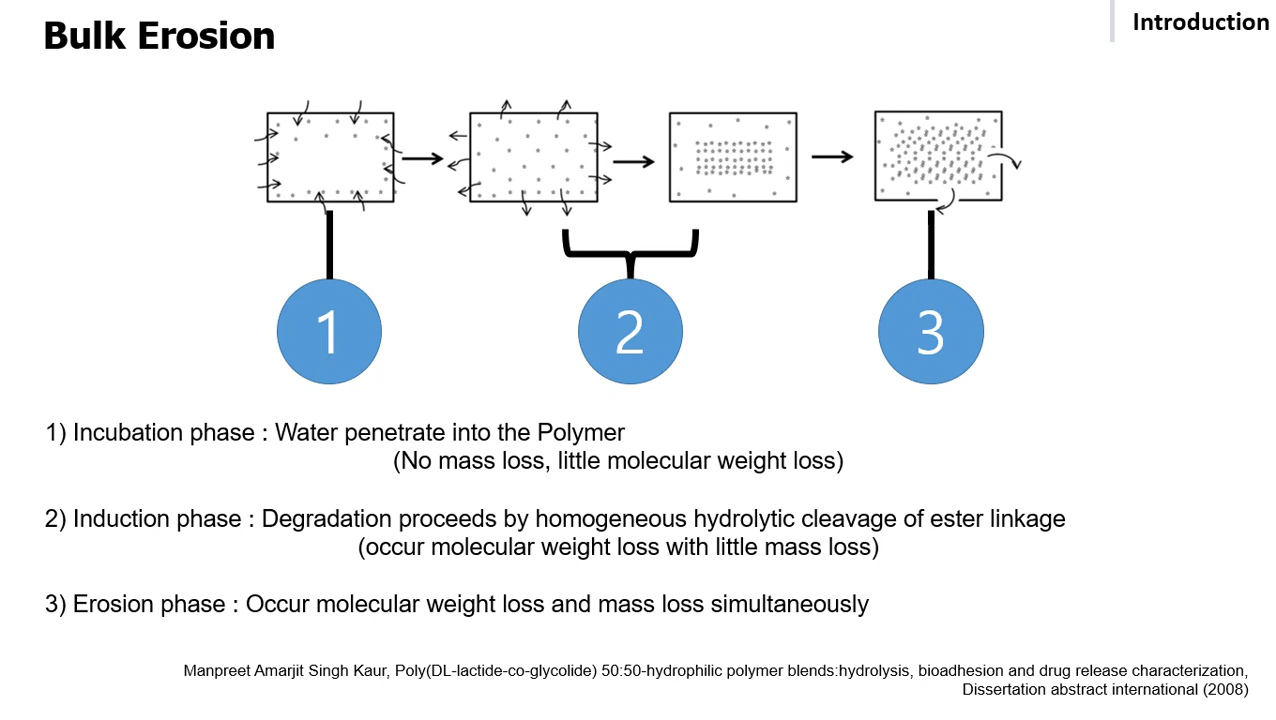 Bulk Erosion
Introduction
1
2
3
1) Incubation phase : Water penetrate into the Polymer
(No mass loss, little molecular weight loss)
2) Induction phase : Degradation proceeds by homogeneous hydrolytic cleavage of ester linkage
(occur molecular weight loss with little mass loss)
3) Erosion phase : Occur molecular weight loss and mass loss simultaneously
Manpreet Amarjit Singh Kaur, Poly(DL-lactide-co-glycolide) 50:50-hydrophilic polymer blends:hydrolysis, bioadhesion and drug release characterization,
Dissertation abstract international (2008)